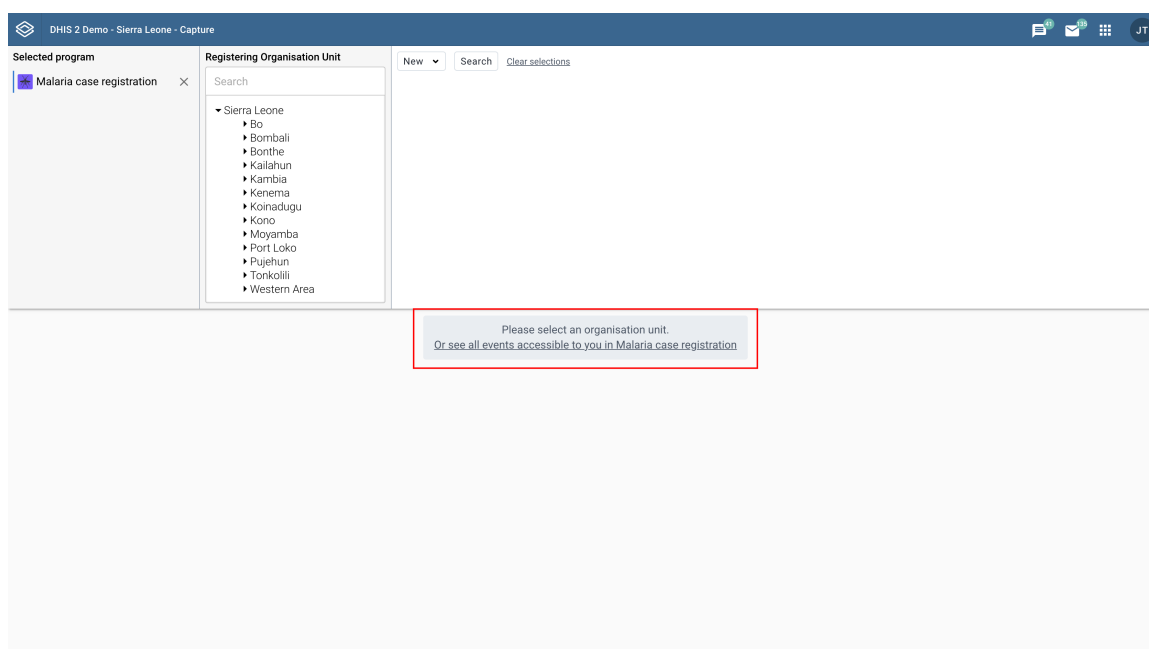 DHIS 2 Demo - Sierra Leone - Capture
41
135
JT
Selected program
Malaria case registration
Registering Organisation Unit
Search
Sierra Leone
Bo
Bombali
Bonthe
Kailahun
Kambia
Kenema
Koinadugu
Kono
Moyamba
Port Loko
Pujehun
Tonkolili
Western Area
New
Search
Clear selections
Please select an organisation unit.
Or see all events accessible to you in Malaria case registration